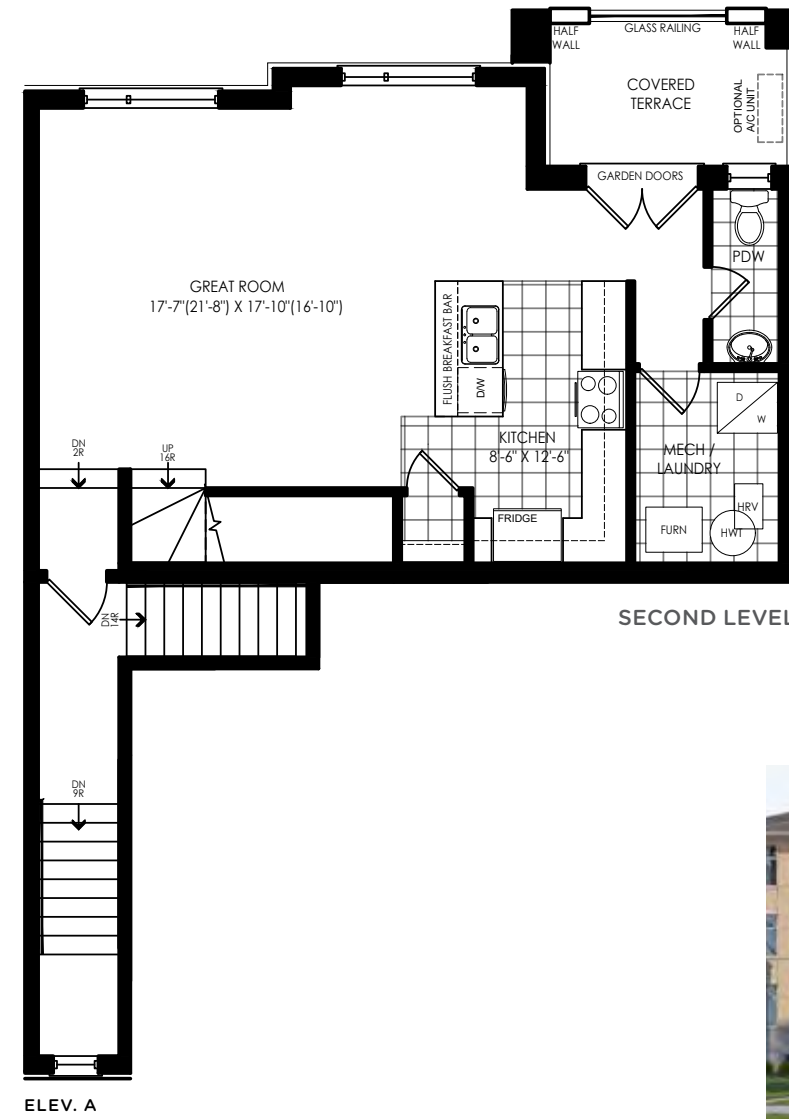 HALF
WALL
GLASS RAILING
HALF
WALL
COVERED
TERRACE
OPTIONAL
A/C UNIT
GARDEN DOORS
PDW
GREAT ROOM
17'-7"(21'-8") X 17'-10"(16'-10")
FLUSH BREAKFAST BAR
D/W
KITCHEN
8'-6" X 12'-6"
D
W
MECH /
LAUNDRY
HRV
FURN
HWT
FRIDGE
DN
2R
UP
16R
DN
14R
SECOND LEVEL
DN
9R
ELEV. A